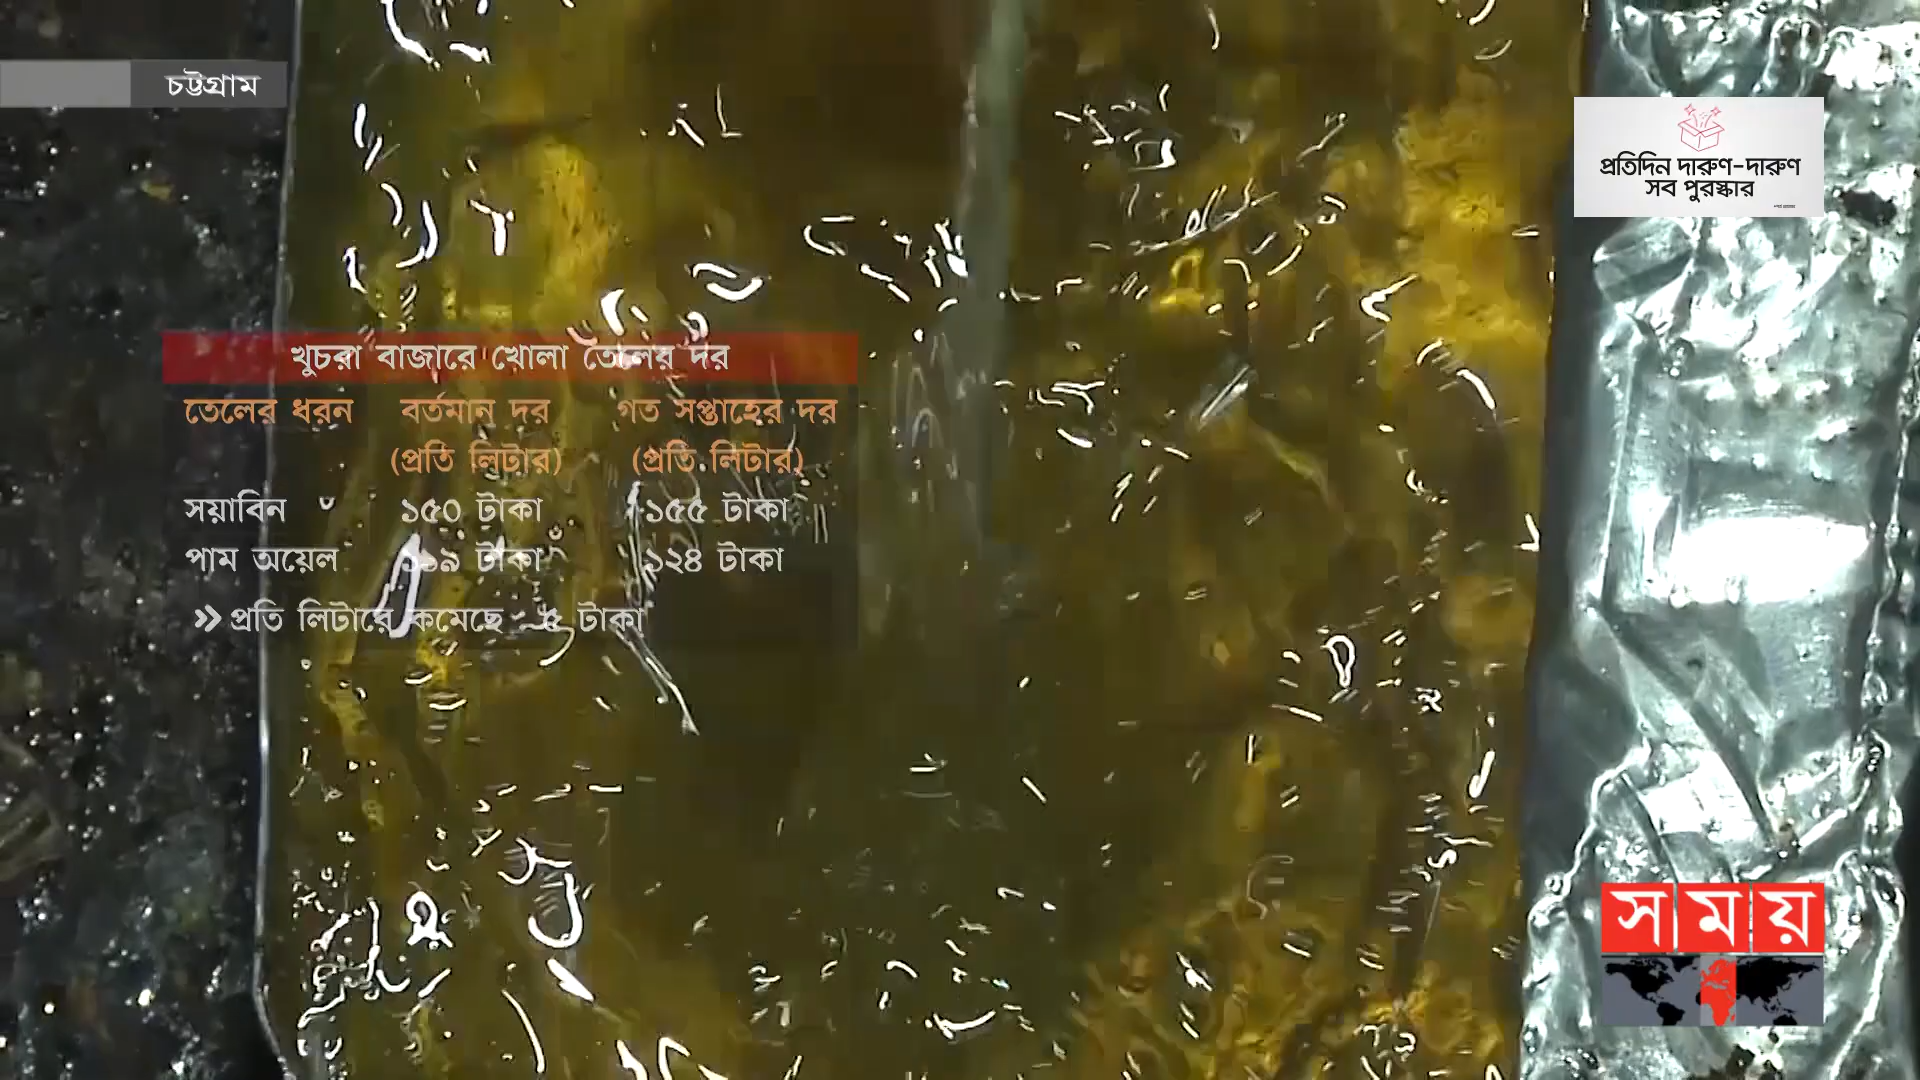 চট্টগ্রাম
প্রতিদিন দারুণ-দারুণ
সব পুরস্কার
খুচরা বাজারে খোলা তেলের দর
তেলের ধরন বর্তমান দর গত সপ্তাহের দর
(প্রতি লিটার) (প্রতি লিটার)
সয়াবিন ১৫০ টাকা ১৫৫ টাকা
পাম অয়েল ১১৯ টাকা ১২৪ টাকা
» প্রতি লিটারে কমেছে - ৫ টাকা
সময়